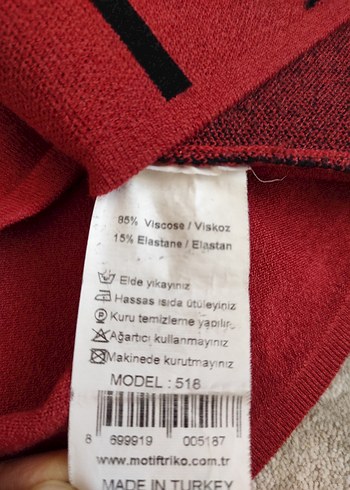 85% Viscose / Viskoz
15% Elastane / Elastan
Elde yıkayınız
Hassas ısıda ütüleyiniz
Kuru temizleme yapılır
Ağartıcı kullanmayınız
Makinede kurutmayınız
MODEL : 518
8 699919 005187
www.motiftriko.com.tr
MADE IN TURKEY